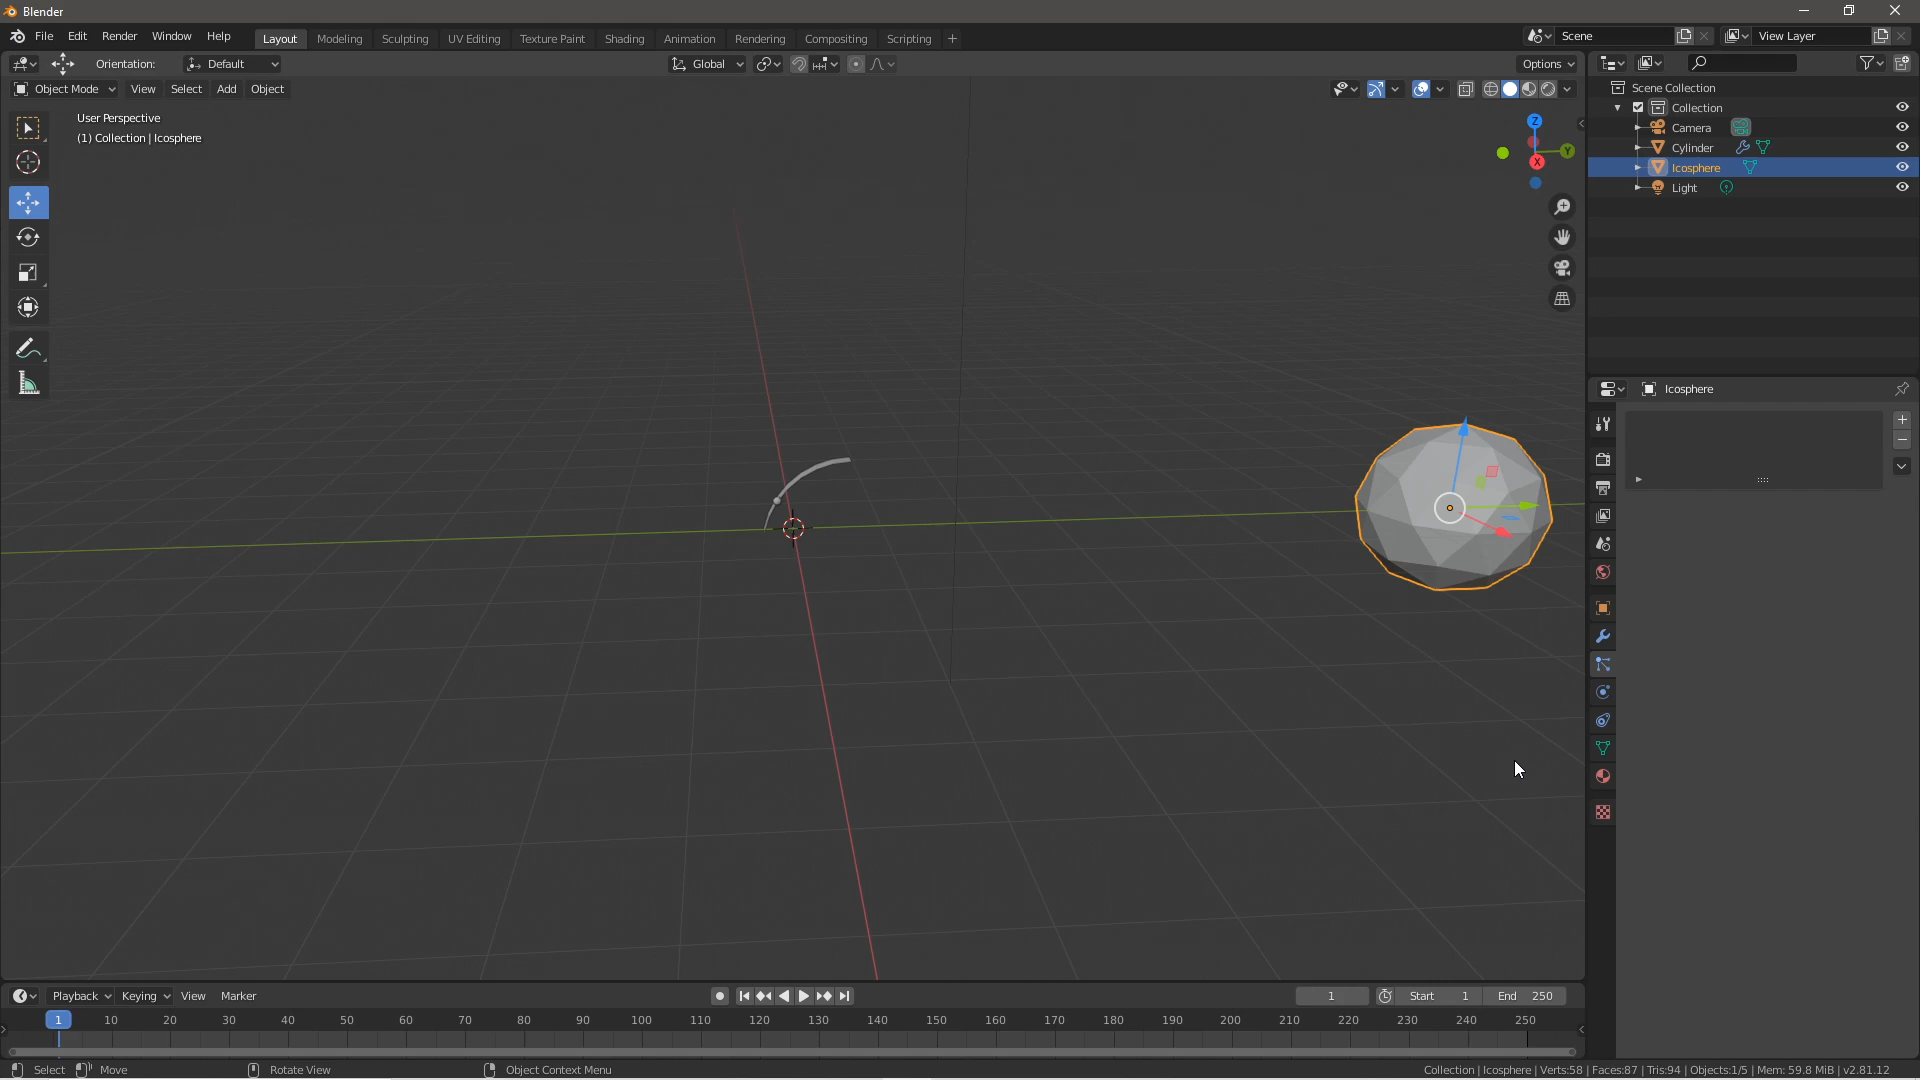 Blender
File Edit Render Window Help Layout Modeling Sculpting UV Editing Texture Paint Shading Animation Rendering Compositing Scripting + Scene View Layer
Orientation: Default Global Options
Object Mode View Select Add Object
User Perspective
(1) Collection | Icosphere
Z
Y
X
Scene Collection
Collection
Camera
Cylinder
Icosphere
Light
Icosphere
Playback Keying View Marker 1 Start 1 End 250
1 10 20 30 40 50 60 70 80 90 100 110 120 130 140 150 160 170 180 190 200 210 220 230 240 250
Select Move Rotate View Object Context Menu Collection | Icosphere | Verts:58 | Faces:87 | Tris:94 | Objects:1/5 | Mem: 59.8 MiB | v2.81.12